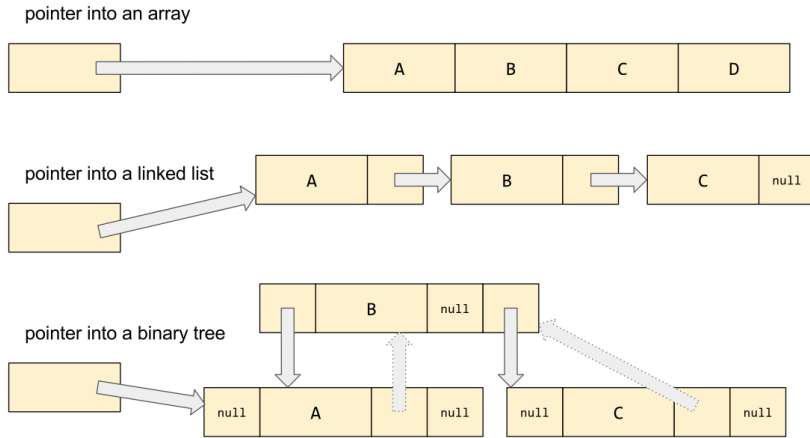 pointer into an array
A B C D
pointer into a linked list
A B C null
B null
pointer into a binary tree
null A null null C null